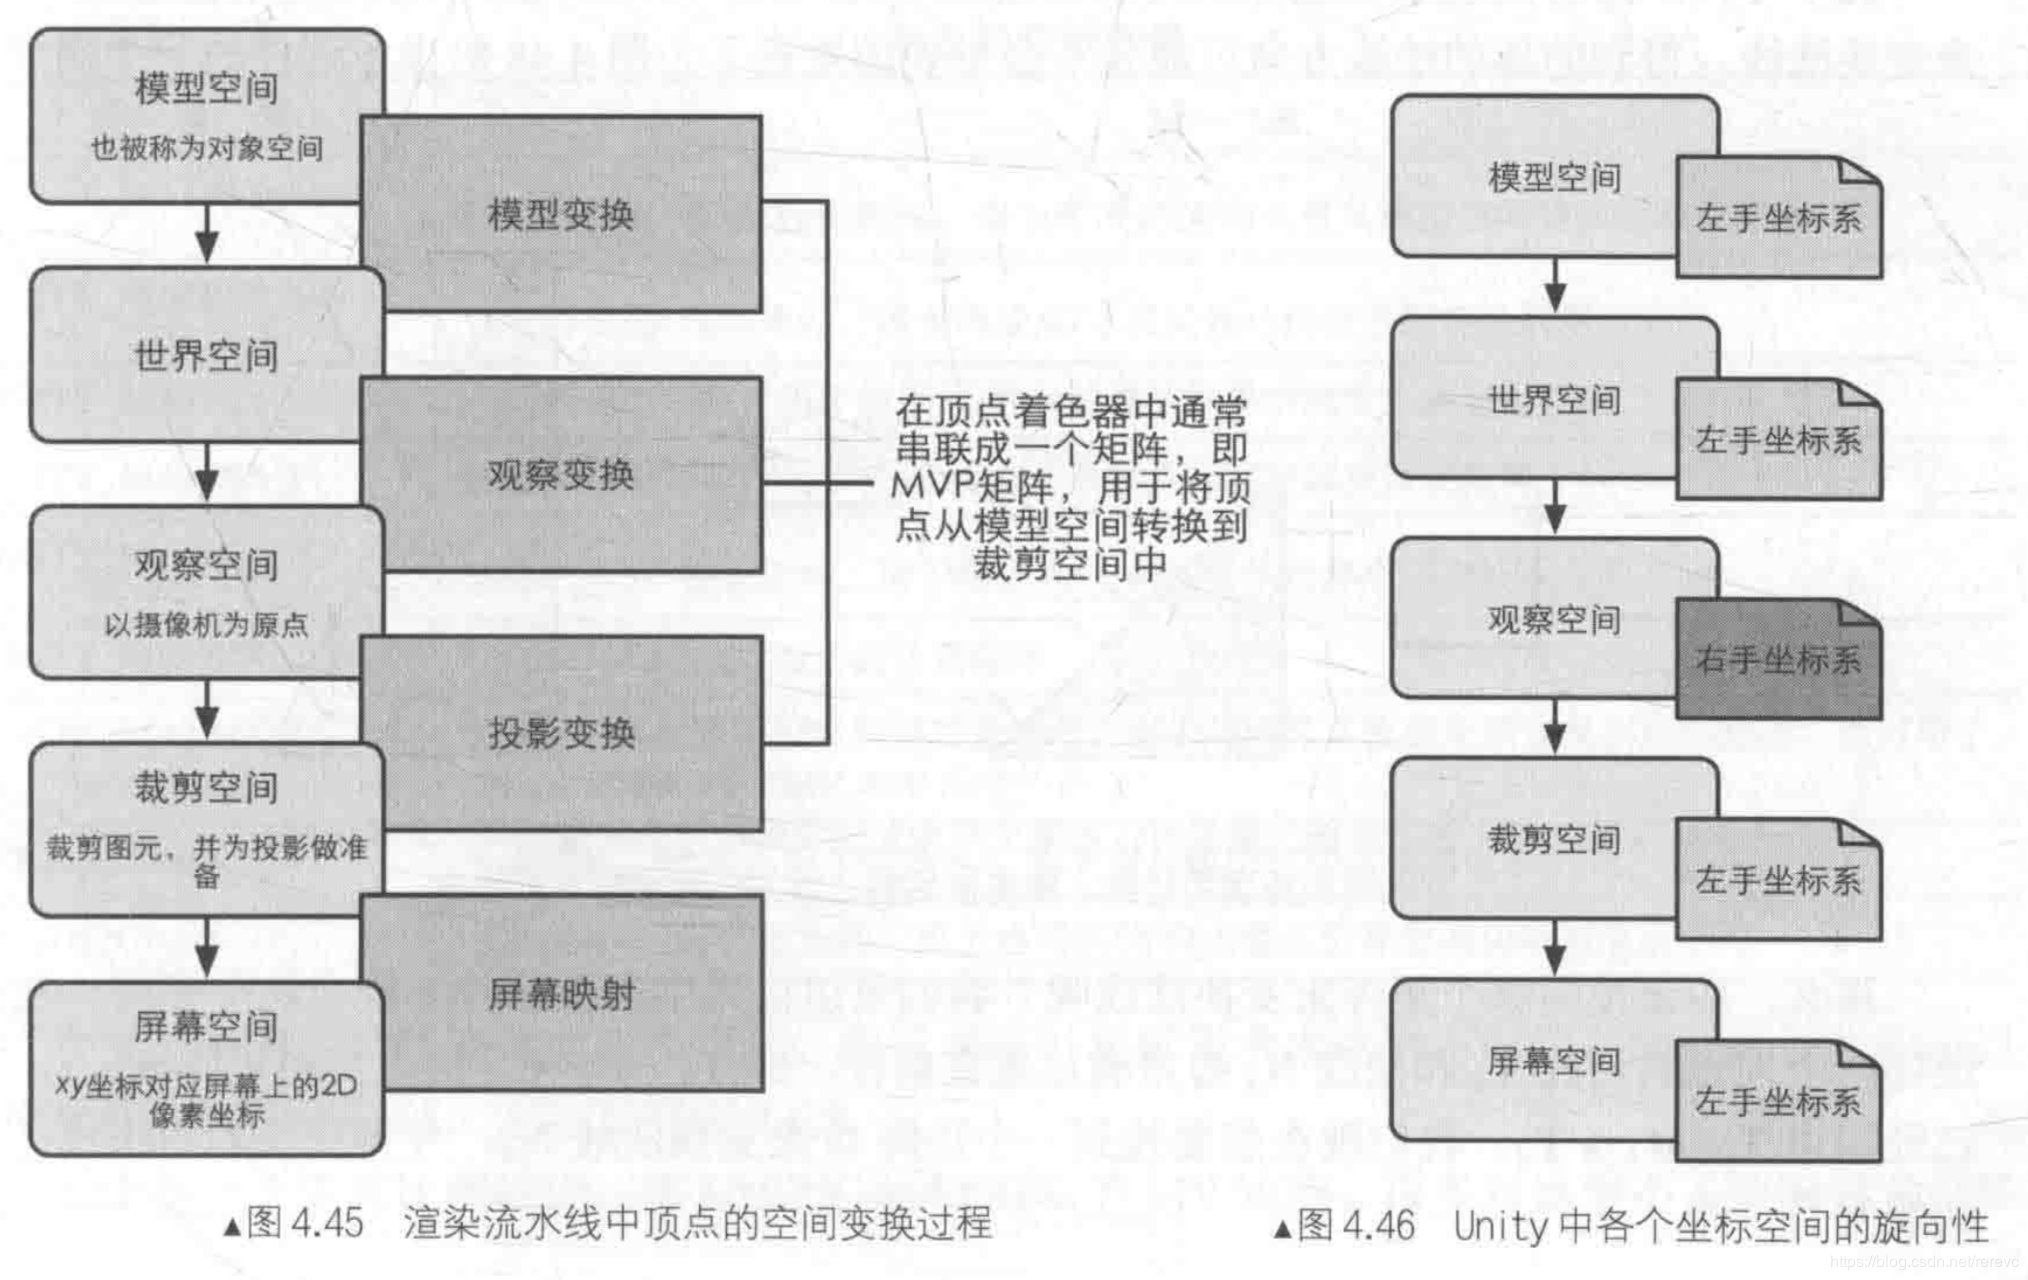 模型空间
也被称为对象空间
模型变换
世界空间
观察变换
观察空间
以摄像机为原点
投影变换
裁剪空间
裁剪图元，并为投影做准
备
屏幕映射
屏幕空间
xy坐标对应屏幕上的2D
像素坐标
在顶点着色器中通常
串联成一个矩阵，即
MVP矩阵，用于将顶
点从模型空间转换到
裁剪空间中
▲图 4.45 渲染流水线中顶点的空间变换过程
模型空间
左手坐标系
世界空间
左手坐标系
观察空间
右手坐标系
裁剪空间
左手坐标系
屏幕空间
左手坐标系
▲图 4.46 Unity 中各个坐标空间的旋向性
https://blog.csdn.net/rerevc